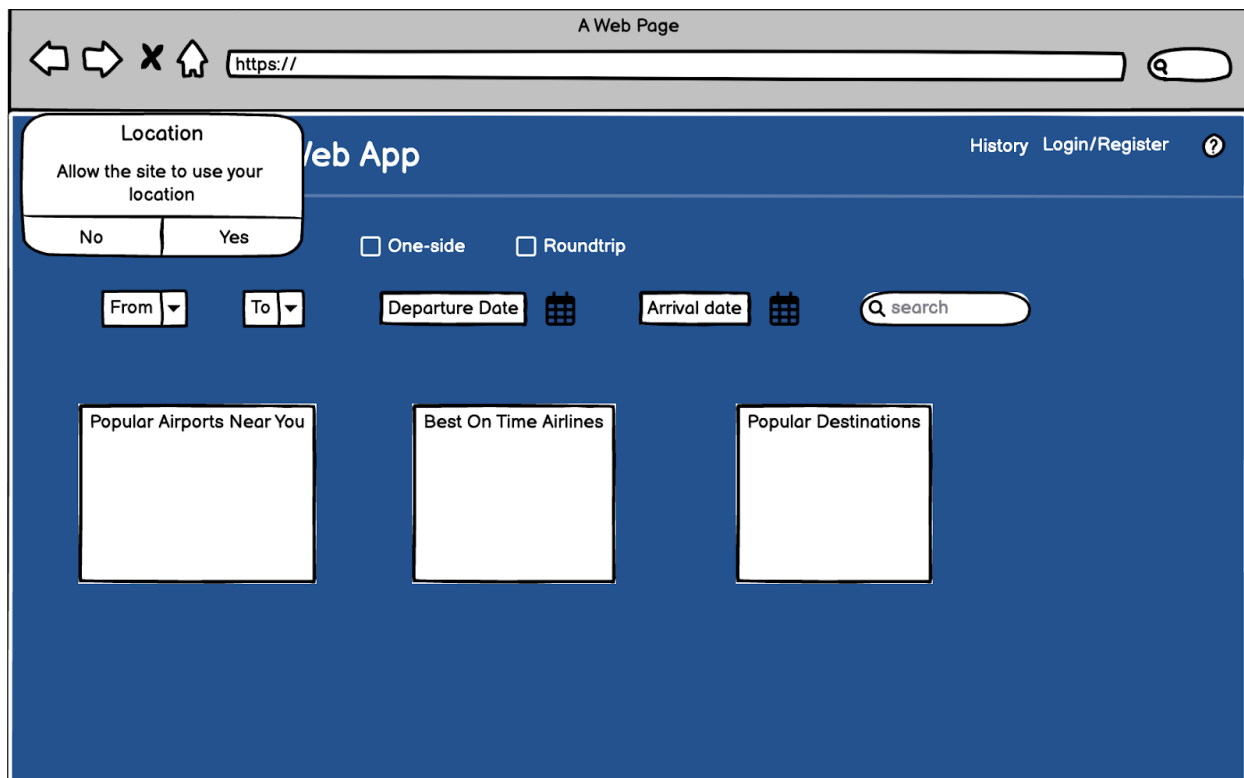 A Web Page
https://
Location
Allow the site to use your
location
No Yes
Web App
History Login/Register ?
One-side Roundtrip
From To Departure Date Arrival date search
Popular Airports Near You Best On Time Airlines Popular Destinations